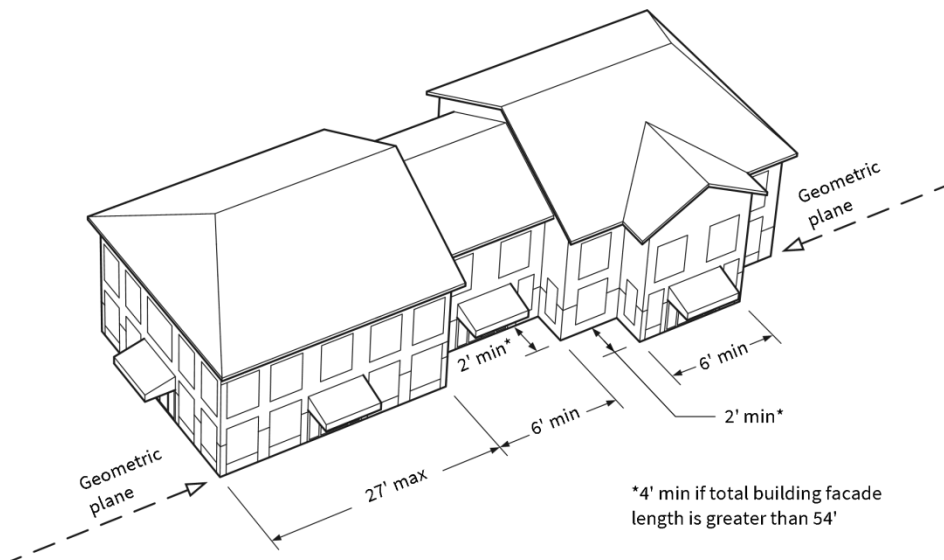 Geometric
plane
2' min*
6' min
2' min*
6' min
27' max
Geometric
plane
*4' min if total building facade
length is greater than 54'